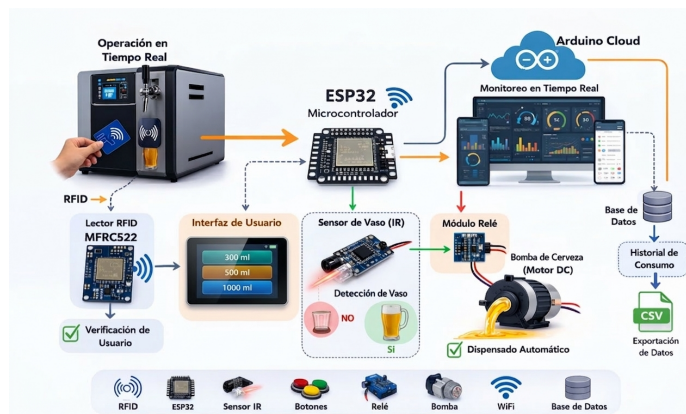 Operación en
Tiempo Real
ESP32
Microcontrolador
Arduino Cloud
Monitoreo en Tiempo Real
RFID
Lector RFID
MFRC522
Verificación de
Usuario
Interfaz de Usuario
300 ml
500 ml
1000 ml
Sensor de Vaso (IR)
Detección de Vaso
NO
Si
Módulo Relé
Bomba de Cerveza
(Motor DC)
Dispensado Automático
Base de
Datos
Historial de
Consumo
CSV
Exportación
de Datos
RFID
ESP32
Sensor IR
Botones
Relé
Bomba
WiFi
Base de Datos